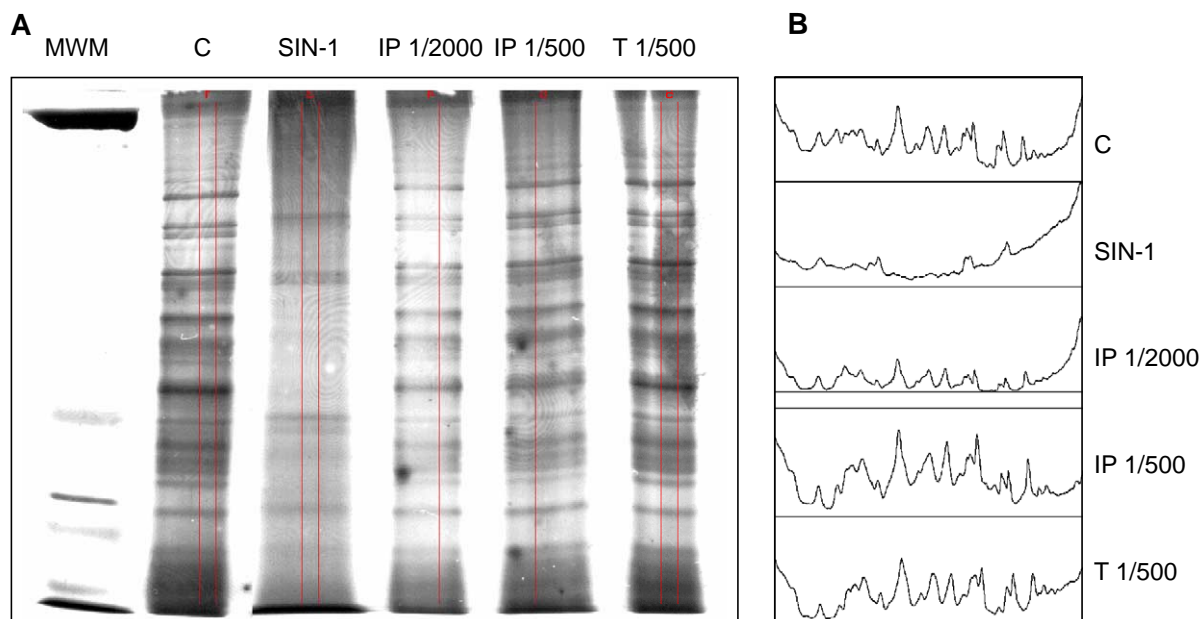 A
B
MWM C SIN-1 IP 1/2000 IP 1/500 T 1/500
C
SIN-1
IP 1/2000
IP 1/500
T 1/500